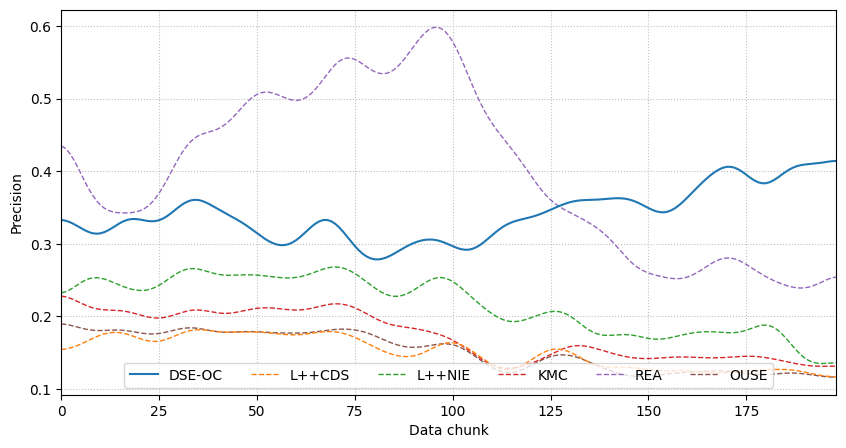 0.6
0.5
0.4
0.3
0.2
0.1
Precision
DSE-OC L++CDS L++NIE KMC REA OUSE
0 25 50 75 100 125 150 175
Data chunk